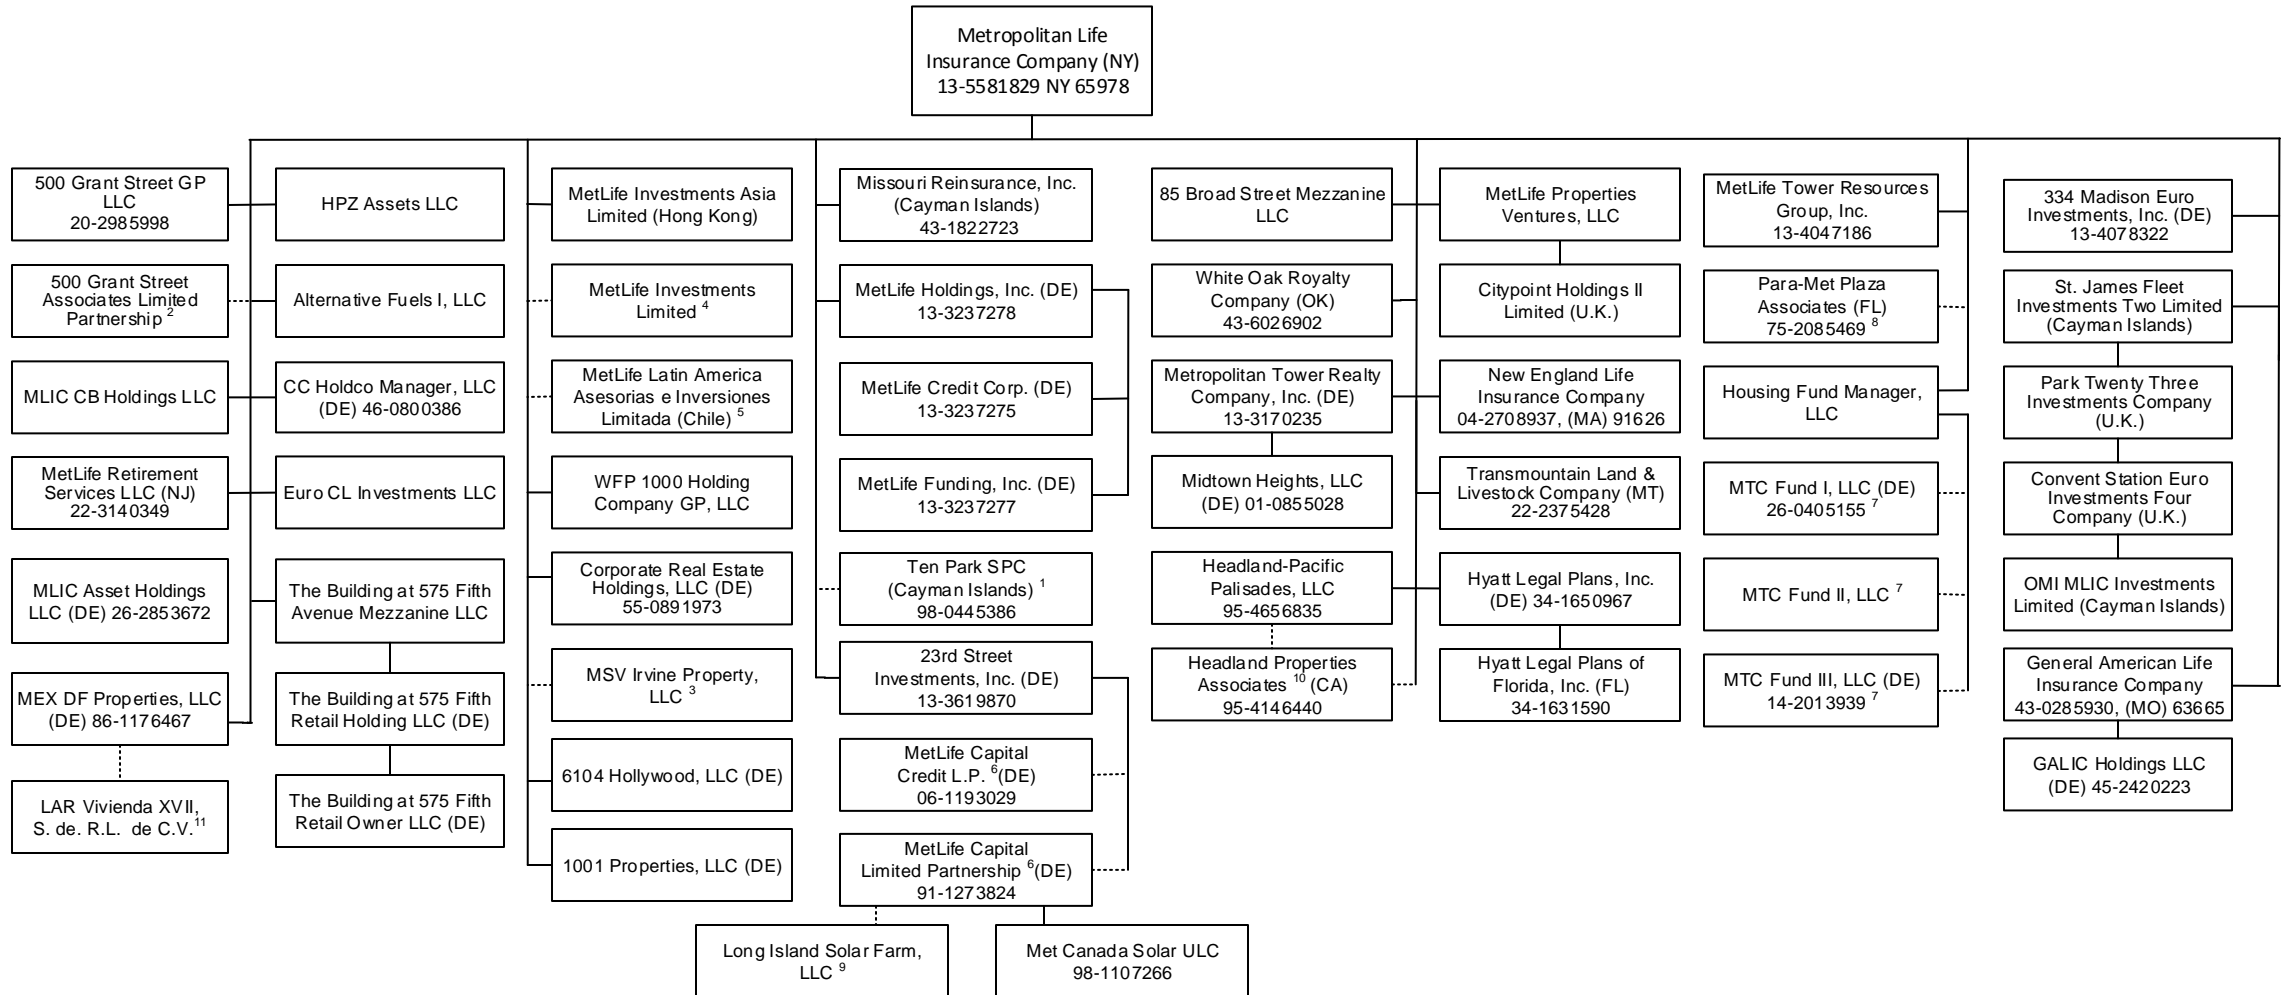 Metropolitan Life
Insurance Company (NY)
13-5581829 NY 65978
500 Grant Street GP
LLC
20-2985998
500 Grant Street
Associates Limited
Partnership 2
MLIC CB Holdings LLC
MetLife Retirement
Services LLC (NJ)
22-3140349
MLIC Asset Holdings
LLC (DE) 26-2853672
MEX DF Properties, LLC
(DE) 86-1176467
LAR Vivienda XVII,
S. de. R.L. de C.V.11
HPZ Assets LLC
Alternative Fuels I, LLC
CC Holdco Manager, LLC
(DE) 46-0800386
Euro CL Investments LLC
The Building at 575 Fifth
Avenue Mezzanine LLC
The Building at 575 Fifth
Retail Holding LLC (DE)
The Building at 575 Fifth
Retail Owner LLC (DE)
MetLife Investments Asia
Limited (Hong Kong)
MetLife Investments
Limited 4
MetLife Latin America
Asesorias e Inversiones
Limitada (Chile) 5
WFP 1000 Holding
Company GP, LLC
Corporate Real Estate
Holdings, LLC (DE)
55-0891973
MSV Irvine Property,
LLC 3
6104 Hollywood, LLC (DE)
1001 Properties, LLC (DE)
Missouri Reinsurance, Inc.
(Cayman Islands)
43-1822723
MetLife Holdings, Inc. (DE)
13-3237278
MetLife Credit Corp. (DE)
13-3237275
MetLife Funding, Inc. (DE)
13-3237277
Ten Park SPC
(Cayman Islands) 1
98-0445386
23rd Street
Investments, Inc. (DE)
13-3619870
MetLife Capital
Credit L.P. 6(DE)
06-1193029
MetLife Capital
Limited Partnership 6(DE)
91-1273824
Long Island Solar Farm,
LLC 9
Met Canada Solar ULC
98-1107266
85 Broad Street Mezzanine
LLC
White Oak Royalty
Company (OK)
43-6026902
Metropolitan Tower Realty
Company, Inc. (DE)
13-3170235
Midtown Heights, LLC
(DE) 01-0855028
Headland-Pacific
Palisades, LLC
95-4656835
Headland Properties
Associates 10 (CA)
95-4146440
MetLife Properties
Ventures, LLC
Citypoint Holdings II
Limited (U.K.)
New England Life
Insurance Company
04-2708937, (MA) 91626
Transmountain Land &
Livestock Company (MT)
22-2375428
Hyatt Legal Plans, Inc.
(DE) 34-1650967
Hyatt Legal Plans of
Florida, Inc. (FL)
34-1631590
MetLife Tower Resources
Group, Inc.
13-4047186
Para-Met Plaza
Associates (FL)
75-2085469 8
Housing Fund Manager,
LLC
MTC Fund I, LLC (DE)
26-0405155 7
MTC Fund II, LLC 7
MTC Fund III, LLC (DE)
14-2013939 7
334 Madison Euro
Investments, Inc. (DE)
13-4078322
St. James Fleet
Investments Two Limited
(Cayman Islands)
Park Twenty Three
Investments Company
(U.K.)
Convent Station Euro
Investments Four
Company (U.K.)
OMI MLIC Investments
Limited (Cayman Islands)
General American Life
Insurance Company
43-0285930, (MO) 63665
GALIC Holdings LLC
(DE) 45-2420223